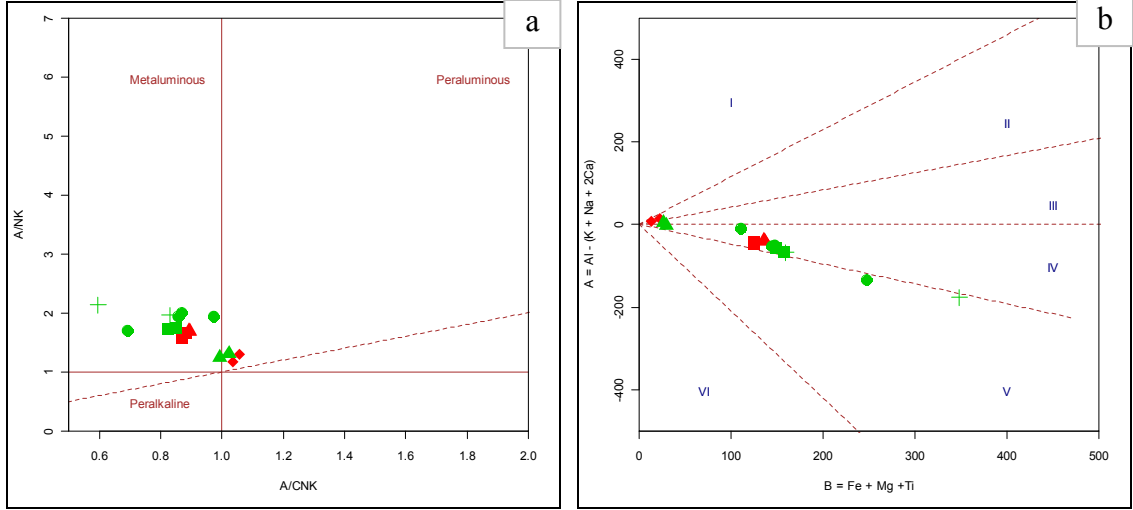 a
7
6
5
4
3
2
1
0
A/NK
Metaluminous
Peraluminous
Peralkaline
0.6 0.8 1.0 1.2 1.4 1.6 1.8 2.0
A/CNK
b
400
200
0
-200
-400
A = Al - (K + Na + 2Ca)
I
II
III
IV
VI
V
0 100 200 300 400 500
B = Fe + Mg +Ti